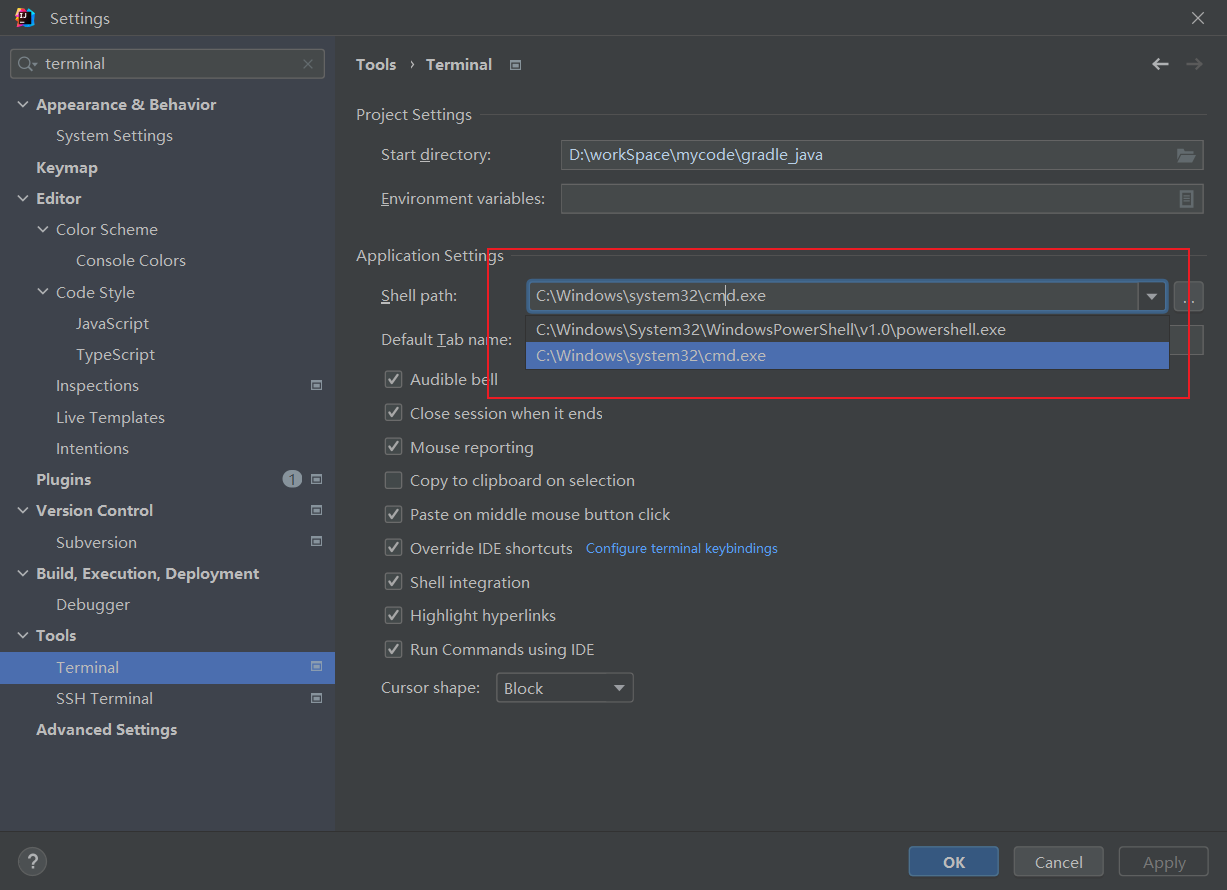 Settings
terminal
Appearance & Behavior
System Settings
Keymap
Editor
Color Scheme
Console Colors
Code Style
JavaScript
TypeScript
Inspections
Live Templates
Intentions
Plugins 1
Version Control
Subversion
Build, Execution, Deployment
Debugger
Tools
Terminal
SSH Terminal
Advanced Settings
Tools › Terminal
Project Settings
Start directory: D:\workSpace\mycode\gradle_java
Environment variables:
Application Settings
Shell path: C:\Windows\system32\cmd.exe ..
C:\Windows\System32\WindowsPowerShell\v1.0\powershell.exe
Default Tab name:
C:\Windows\system32\cmd.exe
Audible bell
Close session when it ends
Mouse reporting
Copy to clipboard on selection
Paste on middle mouse button click
Override IDE shortcuts Configure terminal keybindings
Shell integration
Highlight hyperlinks
Run Commands using IDE
Cursor shape: Block
? OK Cancel Apply